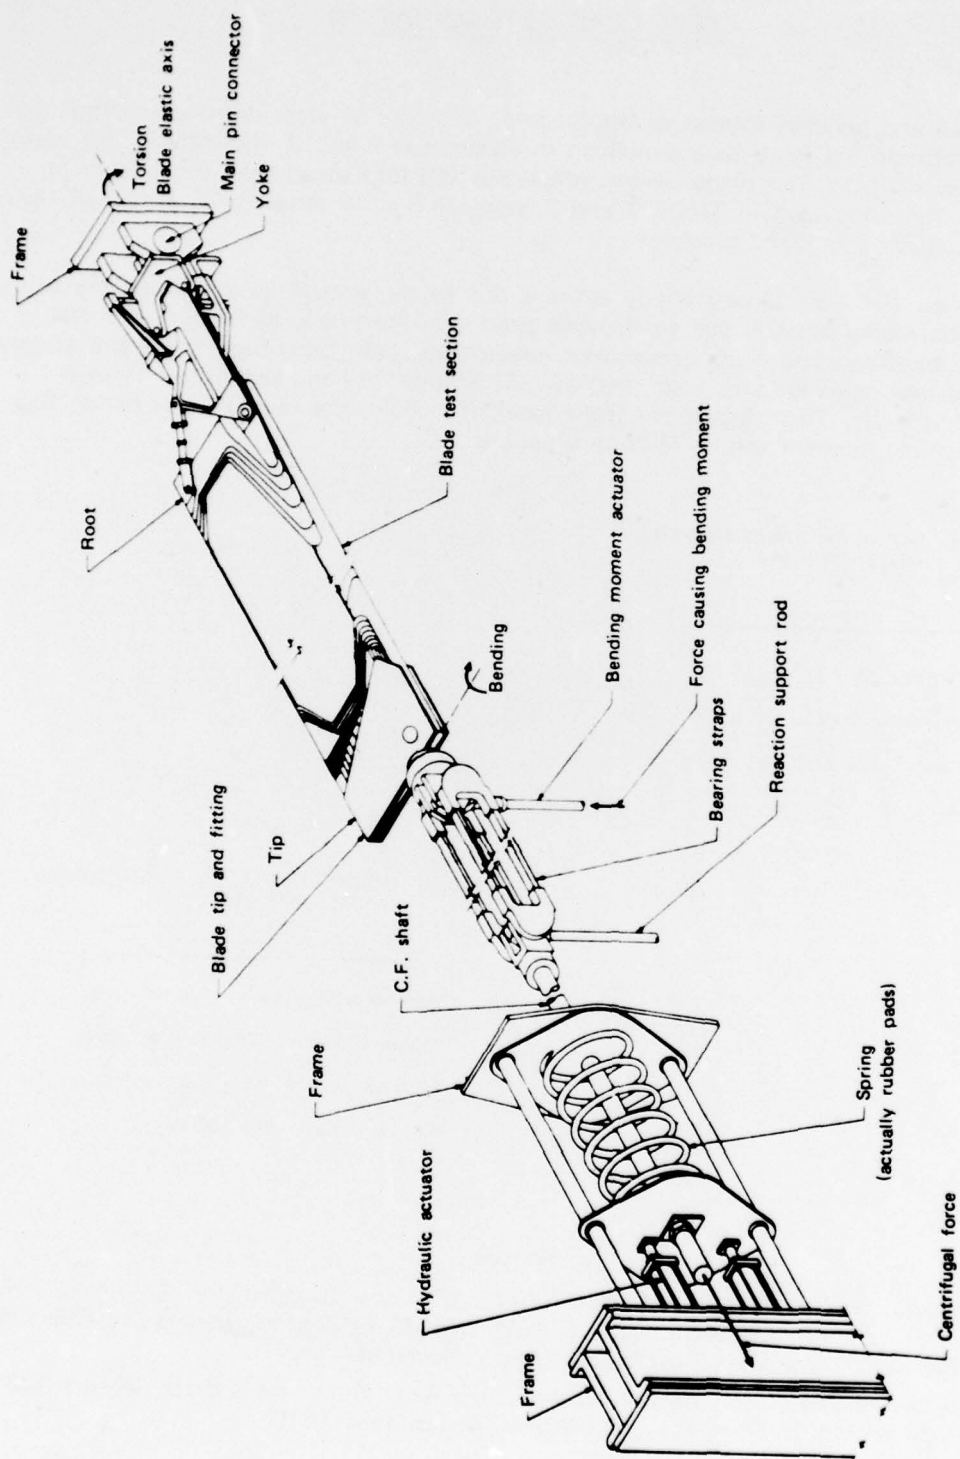 Frame
Torsion
Blade elastic axis
Main pin connector
Yoke
Root
Blade test section
Bending
Bending moment actuator
Force causing bending moment
Bearing straps
Reaction support rod
Blade tip and fitting
Tip
C.F. shaft
Frame
Hydraulic actuator
Spring
(actually rubber pads)
Centrifugal force
Frame